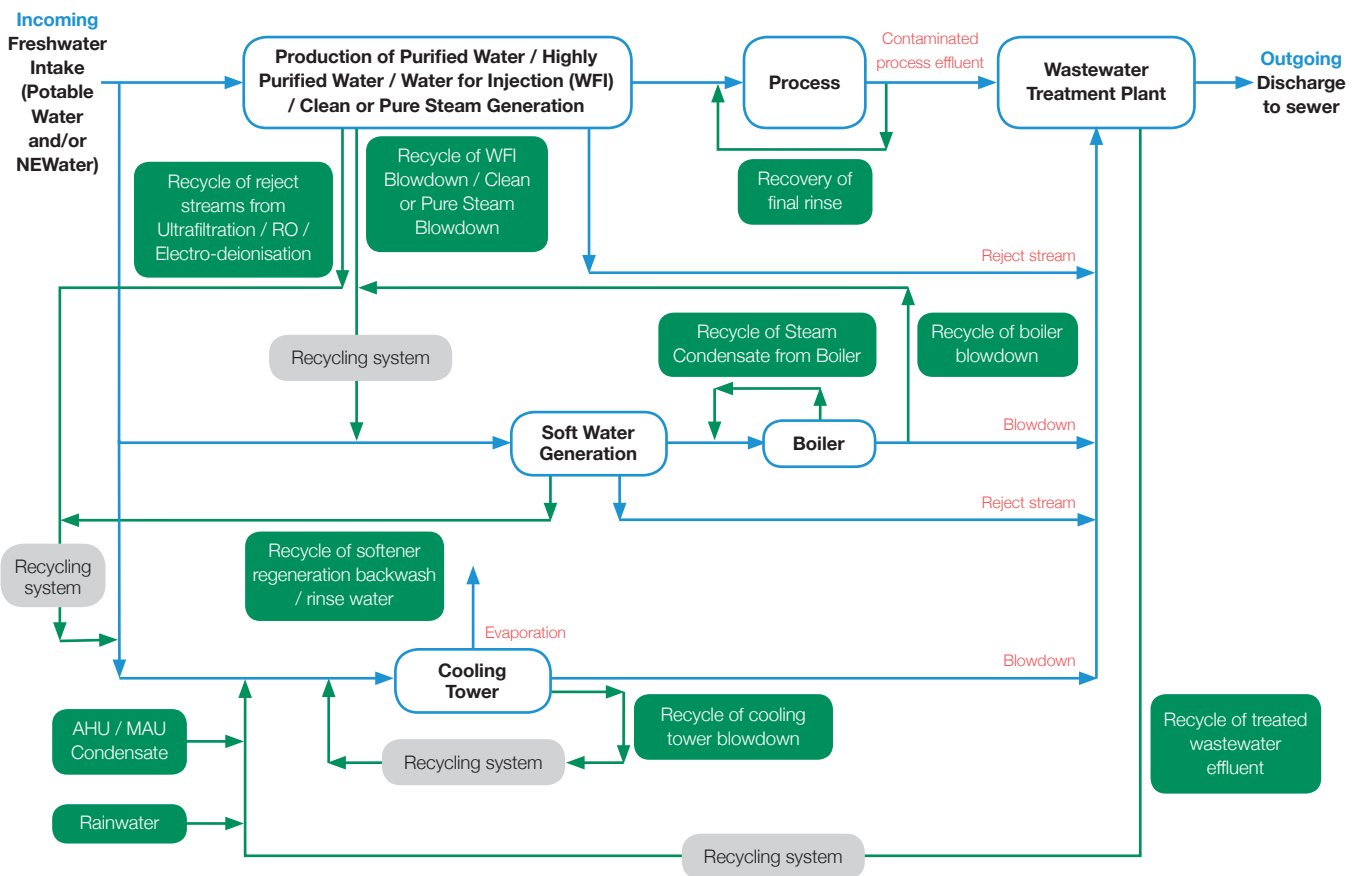 Incoming
Freshwater
Intake
(Potable
Water
and/or
NEWater)
Production of Purified Water / Highly
Purified Water / Water for Injection (WFI)
/ Clean or Pure Steam Generation
Process
Contaminated
process effluent
Wastewater
Treatment Plant
Outgoing
Discharge
to sewer
Recycle of reject
streams from
Ultrafiltration / RO /
Electro-deionisation
Recycle of WFI
Blowdown / Clean
or Pure Steam
Blowdown
Recovery of
final rinse
Reject stream
Recycling system
Recycle of Steam
Condensate from Boiler
Recycle of boiler
blowdown
Soft Water
Generation
Boiler
Blowdown
Reject stream
Recycling
system
Recycle of softener
regeneration backwash
/ rinse water
Evaporation
Cooling
Tower
Blowdown
AHU / MAU
Condensate
Recycling system
Recycle of cooling
tower blowdown
Recycle of treated
wastewater
effluent
Rainwater
Recycling system